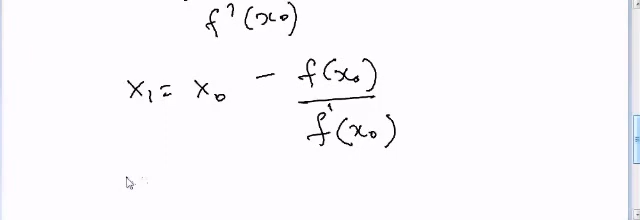 f'(x₀)
x₁ = x₀ - f(x₀)/f'(x₀)